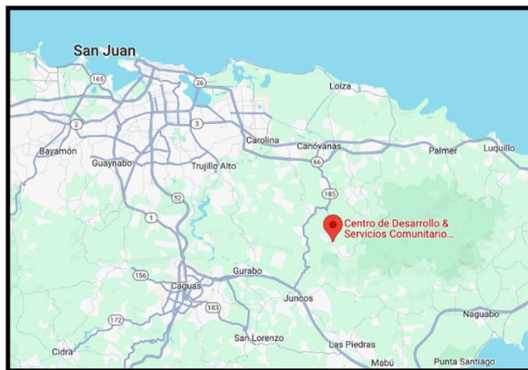 San Juan
165
26
Loíza
2
3
Carolina
Canóvanas
Bayamón
Guaynabo
Trujillo Alto
66
Palmer
Luquillo
52
185
1
Centro de Desarrollo &
Servicios Comunitario...
156
Gurabo
Caguas
Juncos
183
Naguabo
172
San Lorenzo
Las Piedras
Cidra
Mabú
Punta Santiago